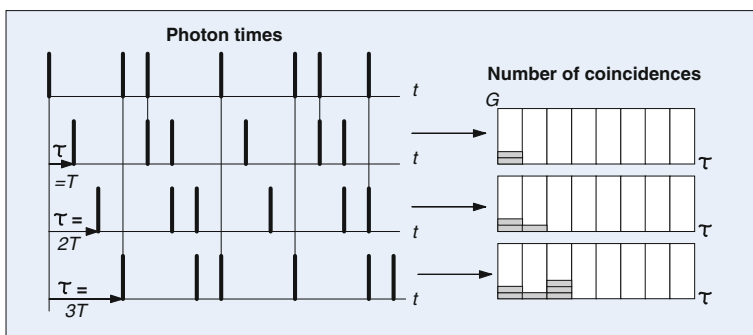 Photon times
t
Number of coincidences
G
τ
=T
t
τ
τ =
2T
t
τ
τ =
3T
t
τ